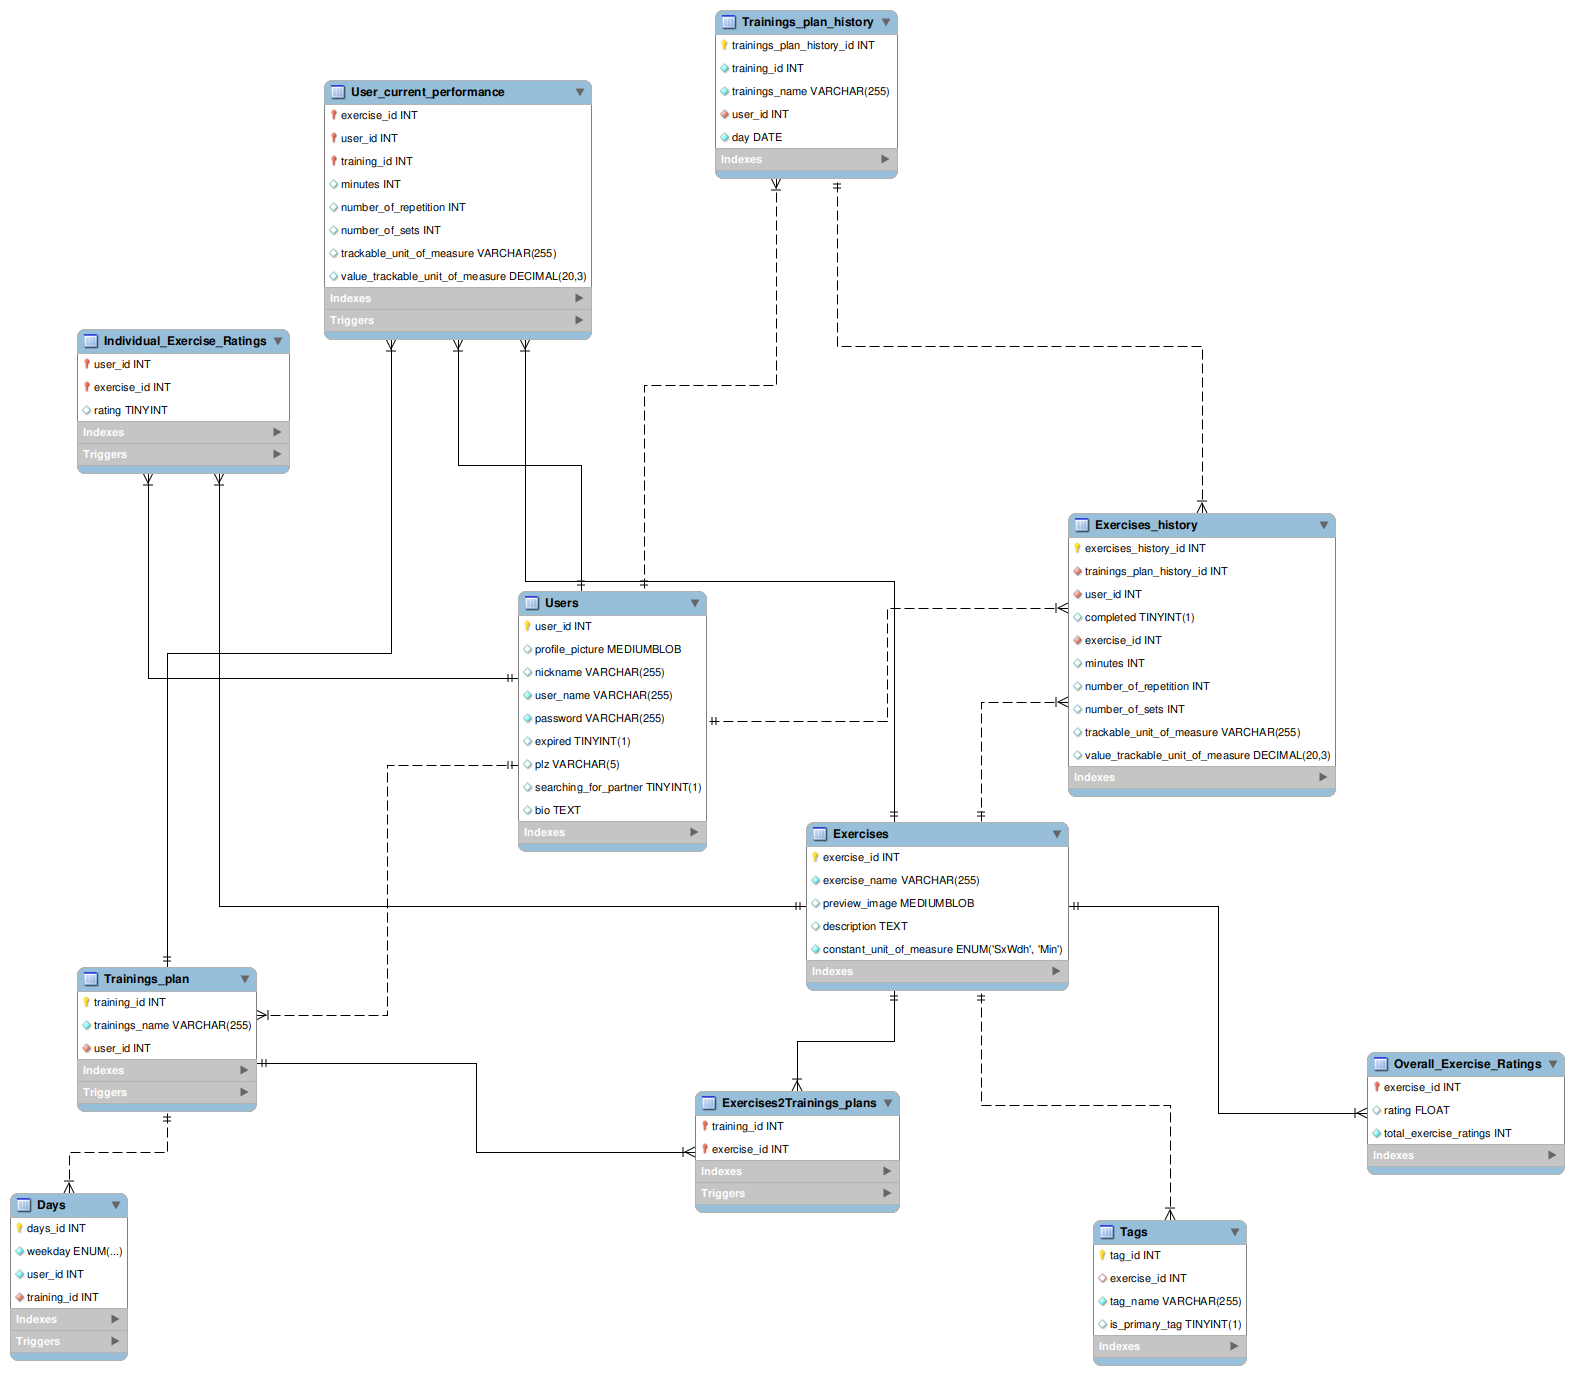 Trainings_plan_history
trainings_plan_history_id INT
training_id INT
trainings_name VARCHAR(255)
user_id INT
day DATE
Indexes
User_current_performance
exercise_id INT
user_id INT
training_id INT
minutes INT
number_of_repetition INT
number_of_sets INT
trackable_unit_of_measure VARCHAR(255)
value_trackable_unit_of_measure DECIMAL(20,3)
Indexes
Triggers
Individual_Exercise_Ratings
user_id INT
exercise_id INT
rating TINYINT
Indexes
Triggers
Exercises_history
exercises_history_id INT
trainings_plan_history_id INT
user_id INT
completed TINYINT(1)
exercise_id INT
minutes INT
number_of_repetition INT
number_of_sets INT
trackable_unit_of_measure VARCHAR(255)
value_trackable_unit_of_measure DECIMAL(20,3)
Indexes
Users
user_id INT
profile_picture MEDIUMBLOB
nickname VARCHAR(255)
user_name VARCHAR(255)
password VARCHAR(255)
expired TINYINT(1)
plz VARCHAR(5)
searching_for_partner TINYINT(1)
bio TEXT
Indexes
Exercises
exercise_id INT
exercise_name VARCHAR(255)
preview_image MEDIUMBLOB
description TEXT
constant_unit_of_measure ENUM('SxWdh', 'Min')
Indexes
Trainings_plan
training_id INT
trainings_name VARCHAR(255)
user_id INT
Indexes
Triggers
Overall_Exercise_Ratings
exercise_id INT
rating FLOAT
total_exercise_ratings INT
Indexes
Exercises2Trainings_plans
training_id INT
exercise_id INT
Indexes
Triggers
Days
days_id INT
weekday ENUM(...)
user_id INT
training_id INT
Indexes
Triggers
Tags
tag_id INT
exercise_id INT
tag_name VARCHAR(255)
is_primary_tag TINYINT(1)
Indexes